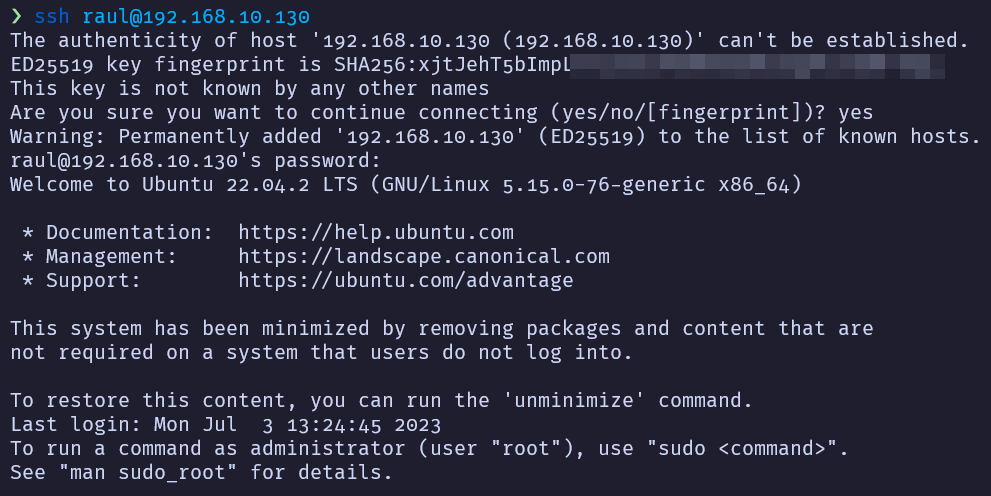 ❯ ssh raul@192.168.10.130
The authenticity of host '192.168.10.130 (192.168.10.130)' can't be established.
ED25519 key fingerprint is SHA256:xjtJehT5bImpL
This key is not known by any other names
Are you sure you want to continue connecting (yes/no/[fingerprint])? yes
Warning: Permanently added '192.168.10.130' (ED25519) to the list of known hosts.
raul@192.168.10.130's password:
Welcome to Ubuntu 22.04.2 LTS (GNU/Linux 5.15.0-76-generic x86_64)

 * Documentation:  https://help.ubuntu.com
 * Management:     https://landscape.canonical.com
 * Support:        https://ubuntu.com/advantage

This system has been minimized by removing packages and content that are
not required on a system that users do not log into.

To restore this content, you can run the 'unminimize' command.
Last login: Mon Jul  3 13:24:45 2023
To run a command as administrator (user "root"), use "sudo <command>".
See "man sudo_root" for details.